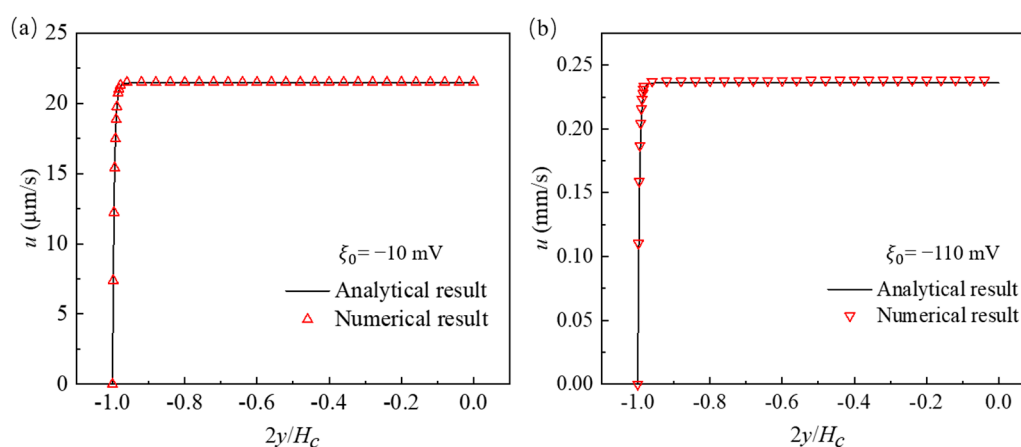 (a)
25
20
15
10
5
0
u (μm/s)
ξ₀= −10 mV
Analytical result
Numerical result
-1.0 -0.8 -0.6 -0.4 -0.2 0.0
2y/H_C
(b)
0.25
0.20
0.15
0.10
0.05
0.00
u (mm/s)
ξ₀= −110 mV
Analytical result
Numerical result
-1.0 -0.8 -0.6 -0.4 -0.2 0.0
2y/H_C